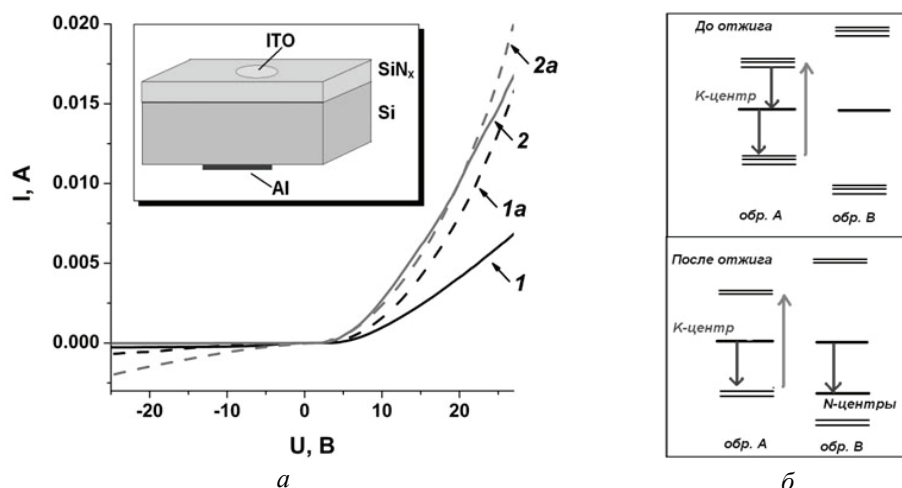 I, A
0.020
0.015
0.010
0.005
0.000
ITO
SiNx
Si
Al
2a
2
1a
1
-20
-10
0
10
20
U, B
а
До отжига
К-центр
обр. А
обр. В
После отжига
К-центр
N-центры
обр. А
обр. В
б